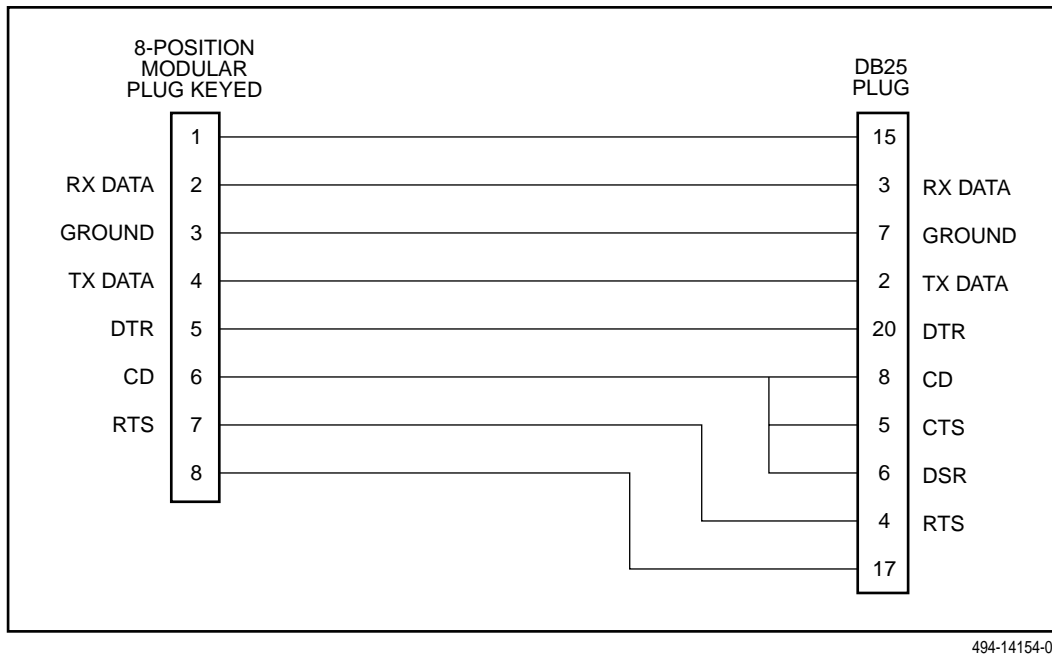 8-POSITION
MODULAR
PLUG KEYED
DB25
PLUG
1 15
RX DATA 2 3 RX DATA
GROUND 3 7 GROUND
TX DATA 4 2 TX DATA
DTR 5 20 DTR
CD 6 8 CD
RTS 7 5 CTS
8 6 DSR
4 RTS
17
494-14154-0